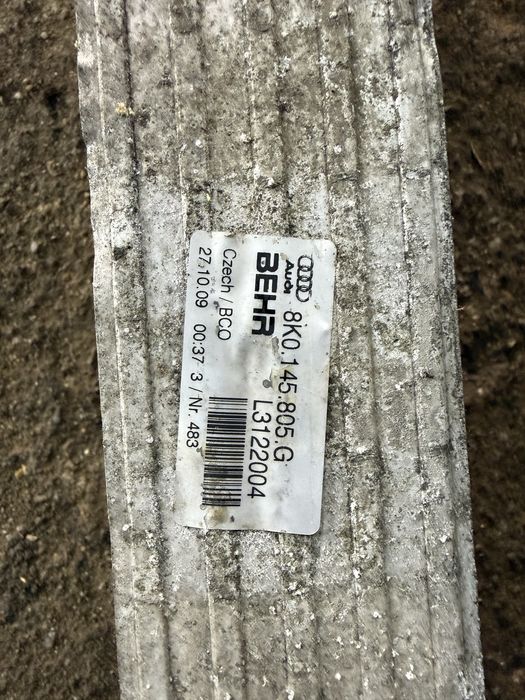 Audi 8K0.145.805.G
BEHR L3122004
Czech / BCO
27.10.09 00:37 3 / Nr. 483